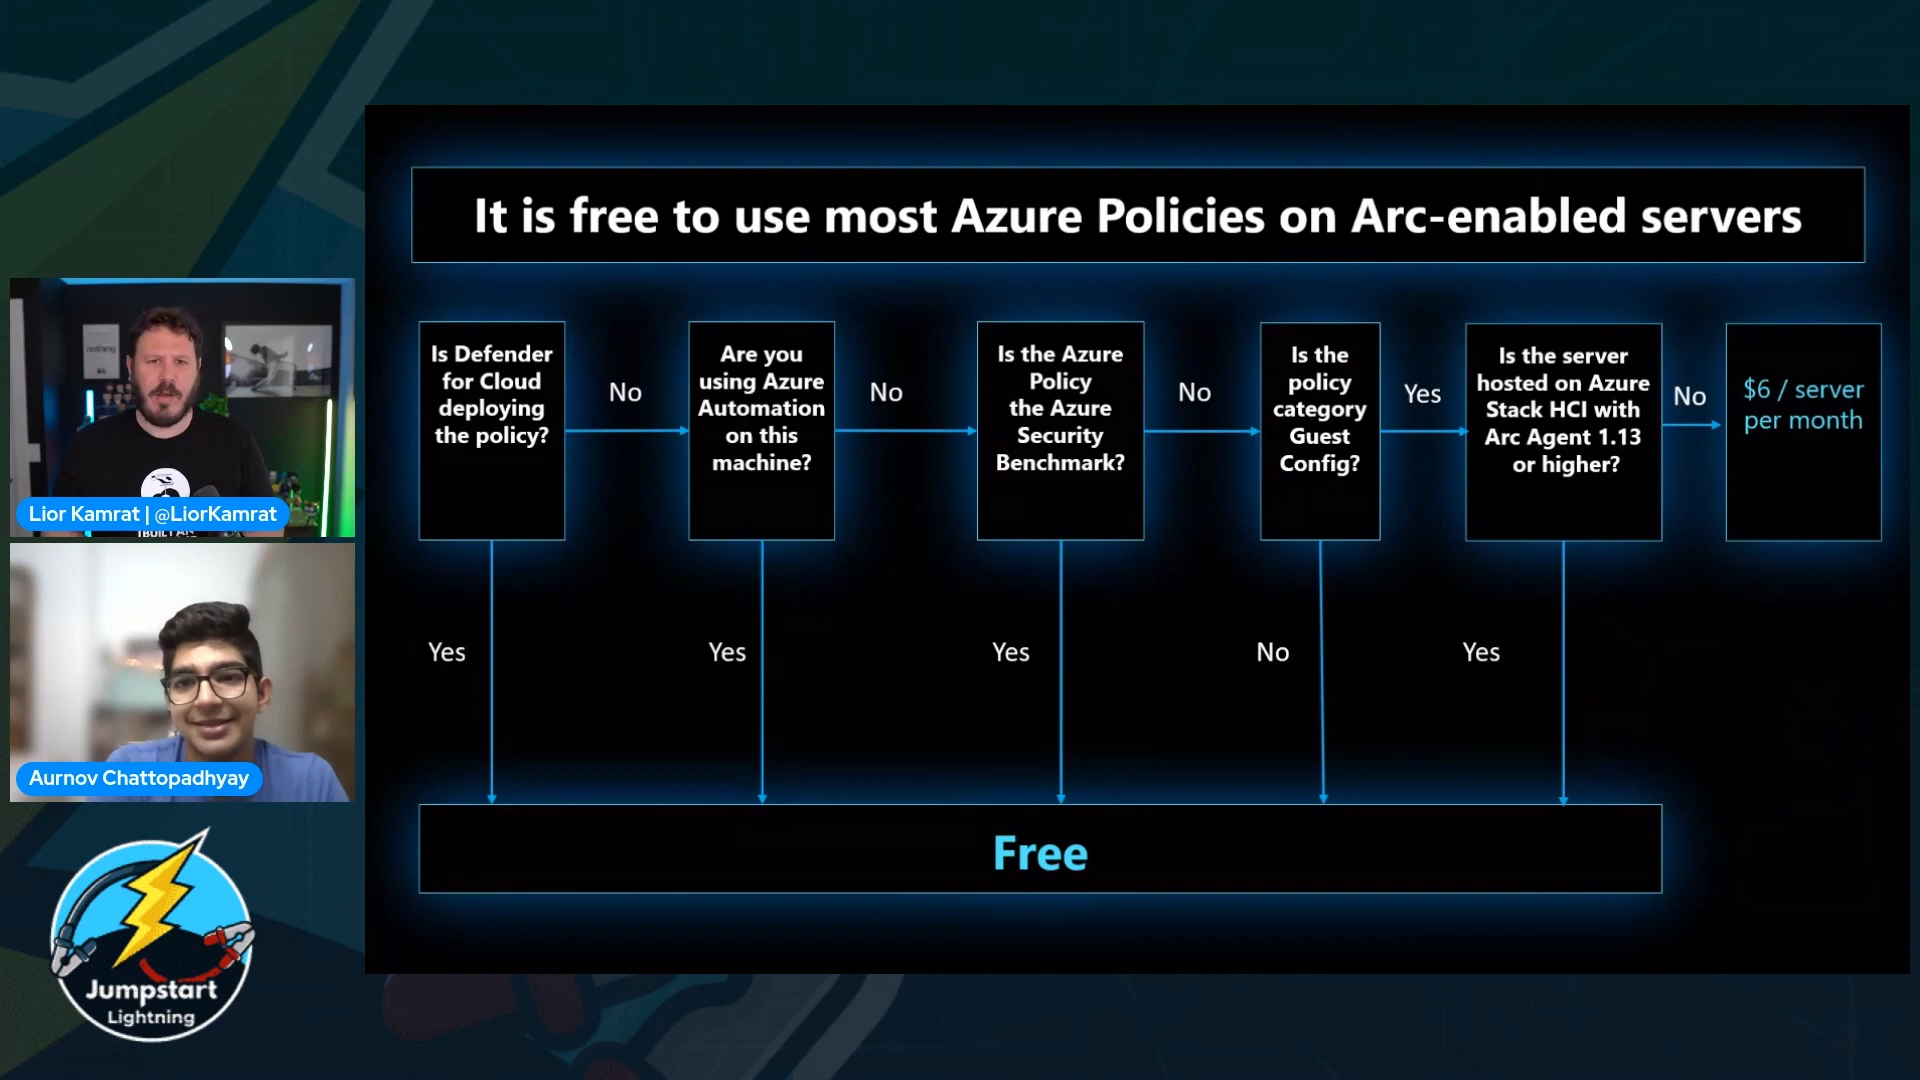 It is free to use most Azure Policies on Arc-enabled servers
Is Defender
for Cloud
deploying
the policy?
No
Are you
using Azure
Automation
on this
machine?
No
Is the Azure
Policy
the Azure
Security
Benchmark?
No
Is the
policy
category
Guest
Config?
Yes
Is the server
hosted on Azure
Stack HCI with
Arc Agent 1.13
or higher?
No
$6 / server
per month
Yes
Yes
Yes
No
Yes
Free
nothing
Lior Kamrat | @LiorKamrat
Aurnov Chattopadhyay
Jumpstart
Lightning